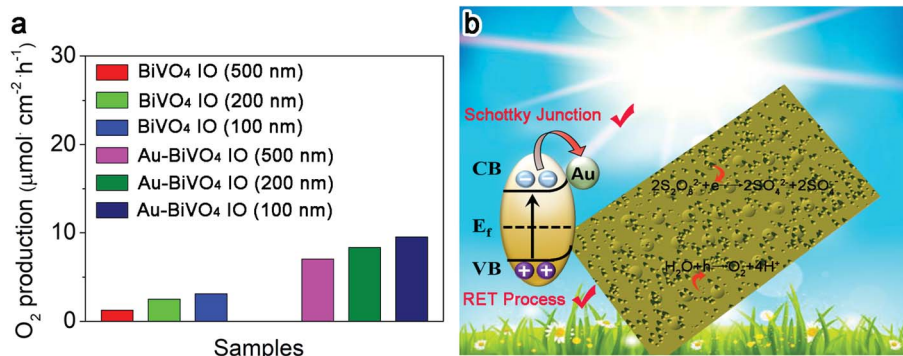 a
O₂ production (μmol cm⁻² h⁻¹)
30
20
10
0
BiVO₄ IO (500 nm)
BiVO₄ IO (200 nm)
BiVO₄ IO (100 nm)
Au-BiVO₄ IO (500 nm)
Au-BiVO₄ IO (200 nm)
Au-BiVO₄ IO (100 nm)
Samples
b
Schottky Junction
CB
Au
E_f
VB
RET Process